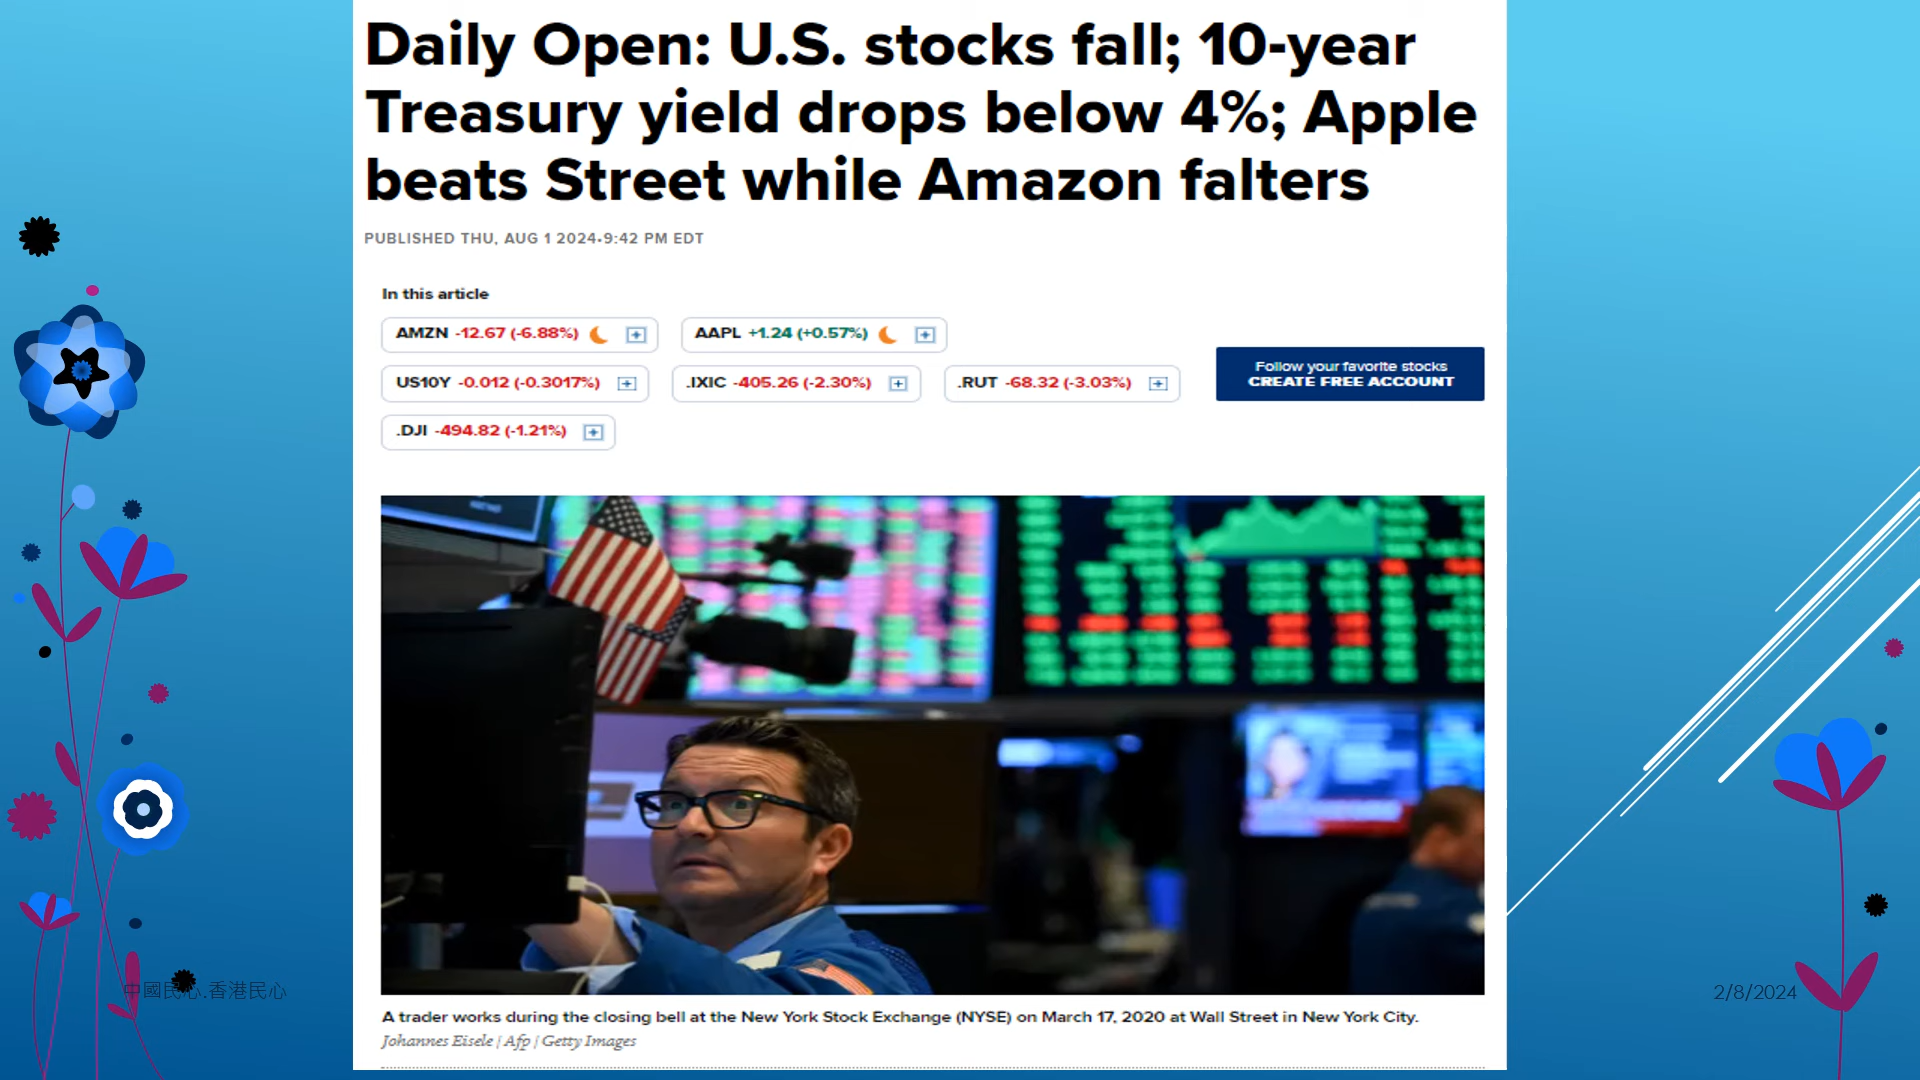 Daily Open: U.S. stocks fall; 10-year
Treasury yield drops below 4%; Apple
beats Street while Amazon falters
PUBLISHED THU, AUG 1 2024•9:42 PM EDT
In this article
AMZN -12.67 (-6.88%)
AAPL +1.24 (+0.57%)
US10Y -0.012 (-0.3017%)
.IXIC -405.26 (-2.30%)
.RUT -68.32 (-3.03%)
.DJI -494.82 (-1.21%)
Follow your favorite stocks
CREATE FREE ACCOUNT
A trader works during the closing bell at the New York Stock Exchange (NYSE) on March 17, 2020 at Wall Street in New York City.
Johannes Eisele | Afp | Getty Images
中國民心.香港民心
2/8/2024